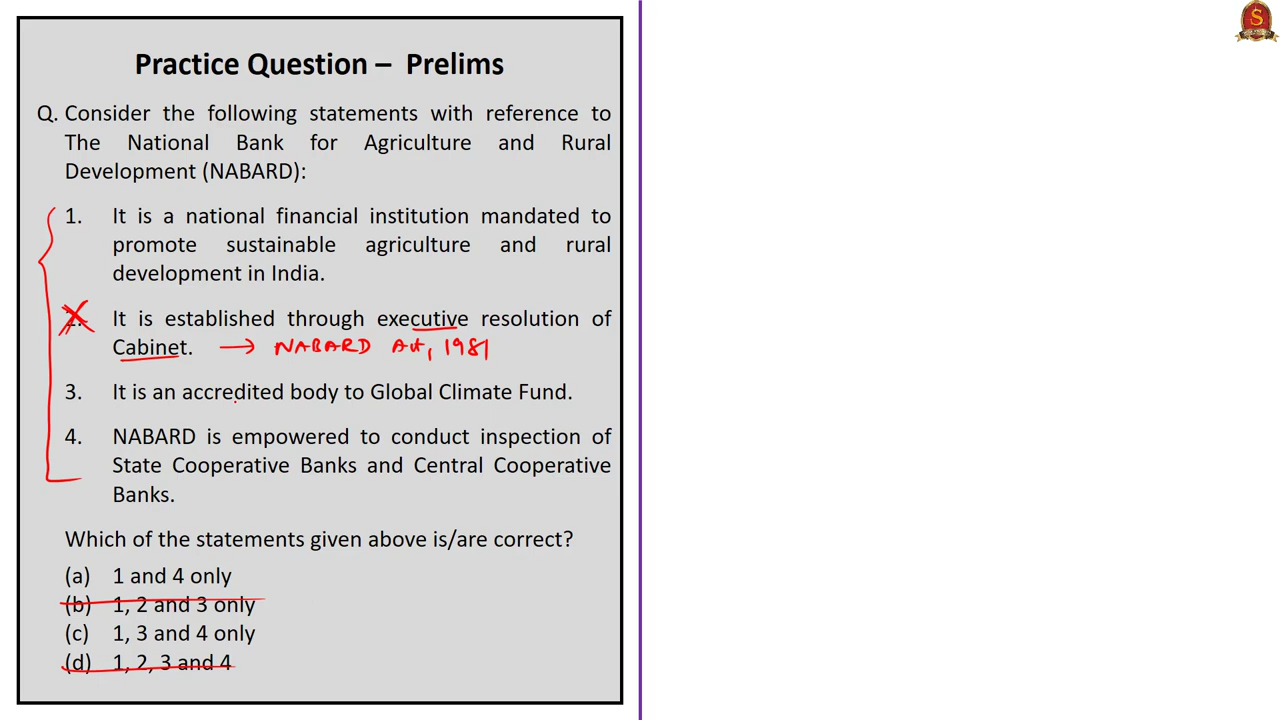 S
Practice Question – Prelims
Q. Consider the following statements with reference to
The National Bank for Agriculture and Rural
Development (NABARD):
1. It is a national financial institution mandated to
promote sustainable agriculture and rural
development in India.
2. It is established through executive resolution of
Cabinet. → NABARD Act, 1981
3. It is an accredited body to Global Climate Fund.
4. NABARD is empowered to conduct inspection of
State Cooperative Banks and Central Cooperative
Banks.
Which of the statements given above is/are correct?
(a) 1 and 4 only
(b) 1, 2 and 3 only
(c) 1, 3 and 4 only
(d) 1, 2, 3 and 4